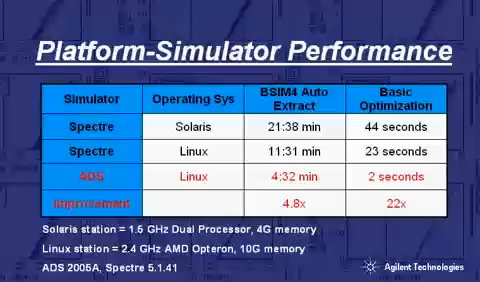 Platform-Simulator Performance
Simulator Operating Sys BSIM4 Auto Extract Basic Optimization
Spectre Solaris 21:38 min 44 seconds
Spectre Linux 11:31 min 23 seconds
ADS Linux 4:32 min 2 seconds
Improvement 4.8x 22x
Solaris station = 1.5 GHz Dual Processor, 4G memory
Linux station = 2.4 GHz AMD Opteron, 10G memory
ADS 2005A, Spectre 5.1.41
Agilent Technologies